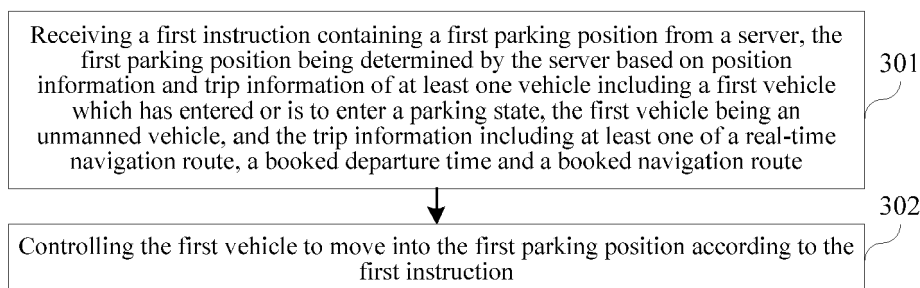 Receiving a first instruction containing a first parking position from a server, the
first parking position being determined by the server based on position
information and trip information of at least one vehicle including a first vehicle
which has entered or is to enter a parking state, the first vehicle being an
unmanned vehicle, and the trip information including at least one of a real-time
navigation route, a booked departure time and a booked navigation route
301
302
Controlling the first vehicle to move into the first parking position according to the
first instruction